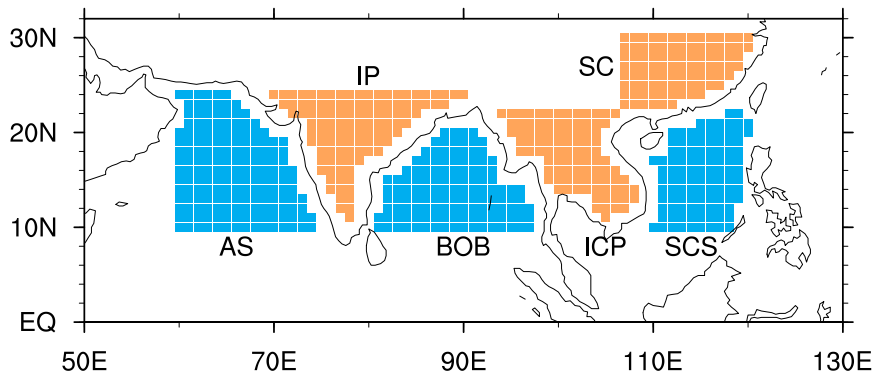 30N
IP
SC
20N
10N
AS
BOB
ICP
SCS
EQ
50E
70E
90E
110E
130E